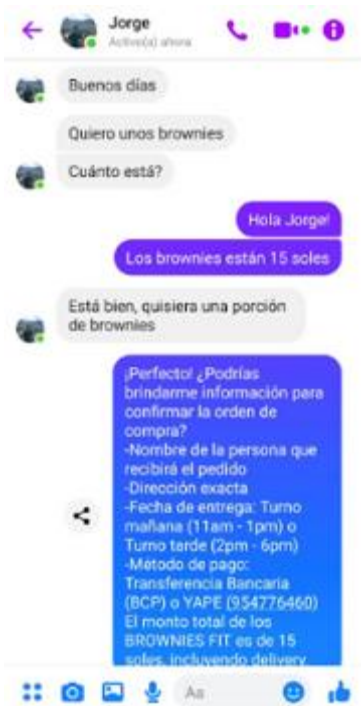 Jorge
Activo(a) ahora
Buenos días
Quiero unos brownies
Cuánto está?
Hola Jorge!
Los brownies están 15 soles
Está bien, quisiera una porción
de brownies
¡Perfecto! ¿Podrías
brindarme información para
confirmar la orden de
compra?
-Nombre de la persona que
recibirá el pedido
-Dirección exacta
-Fecha de entrega: Turno
mañana (11am - 1pm) o
Turno tarde (2pm - 6pm)
-Método de pago:
Transferencia Bancaria
(BCP) o YAPE (954776460)
El monto total de los
BROWNIES FIT es de 15
soles, incluyendo delivery
Aa